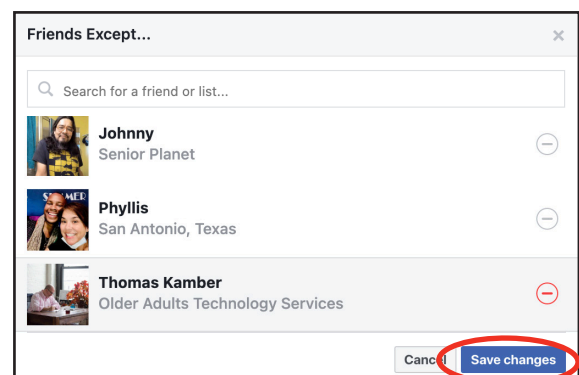 Friends Except...
Search for a friend or list...
Johnny
Senior Planet
Phyllis
San Antonio, Texas
Thomas Kamber
Older Adults Technology Services
Cancel Save changes